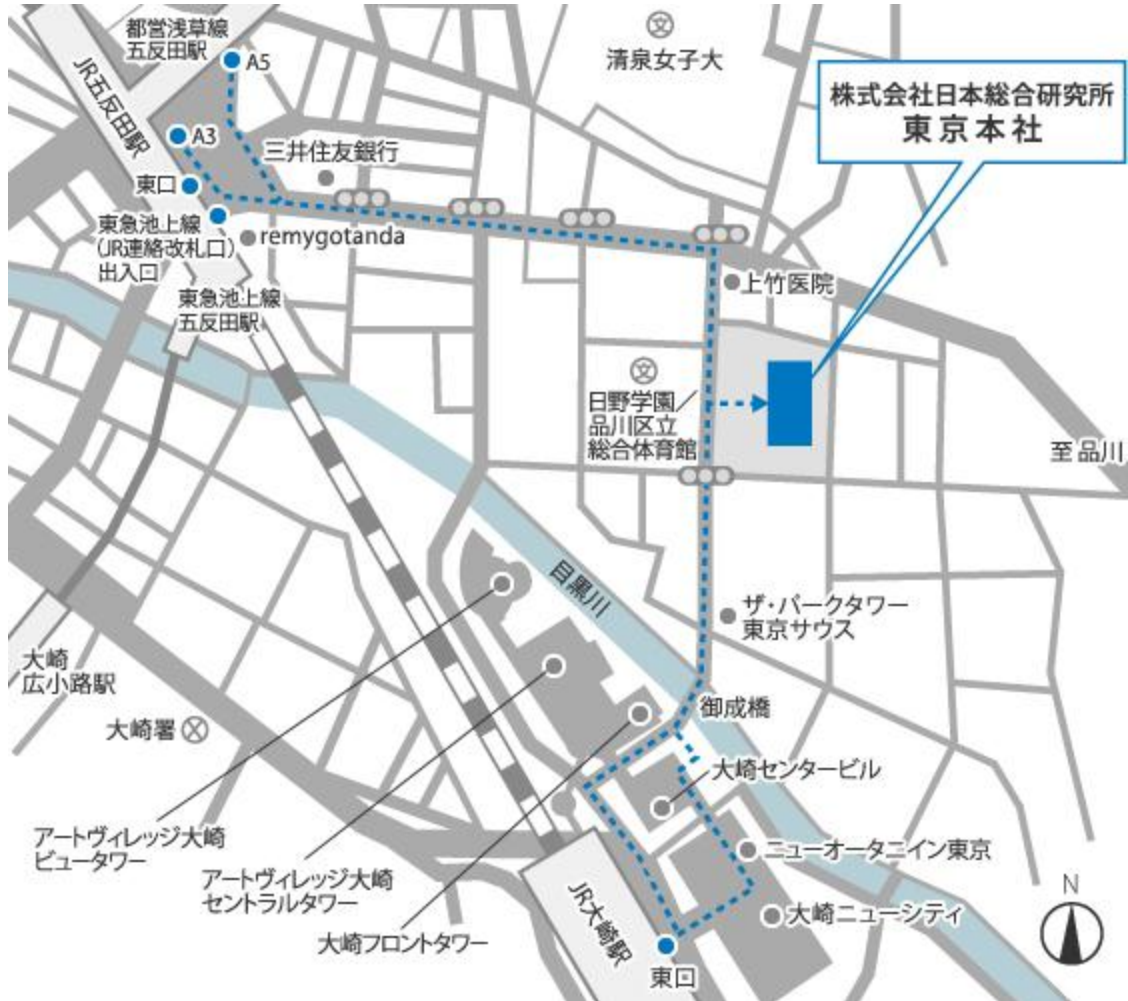 都営浅草線
五反田駅
A5
清泉女子大
文
JR五反田駅
A3
三井住友銀行
株式会社日本総合研究所
東京本社
東口
東急池上線
(JR連絡改札口)
出入口
remygotanda
上竹医院
東急池上線
五反田駅
文
日野学園/
品川区立
総合体育館
至 品川
目黒川
ザ・パークタワー
東京サウス
大崎
広小路駅
大崎署
御成橋
大崎センタービル
アートヴィレッジ大崎
ビュータワー
アートヴィレッジ大崎
セントラルタワー
大崎フロントタワー
ニューオータニイン東京
大崎ニューシティ
JR大崎駅
東口
N